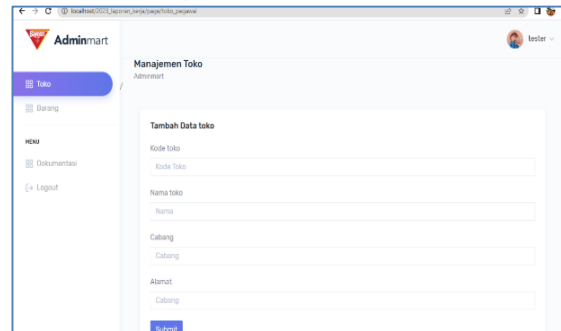 localhost/2023_laporan_kerja/page/toko_pegawai
Adminmart
tester
Manajemen Toko
Adminmart
/
Toko
Barang
MENU
Dokumentasi
Logout
Tambah Data toko
Kode toko
Kode Toko
Nama toko
Nama
Cabang
Cabang
Alamat
Cabang
Submit